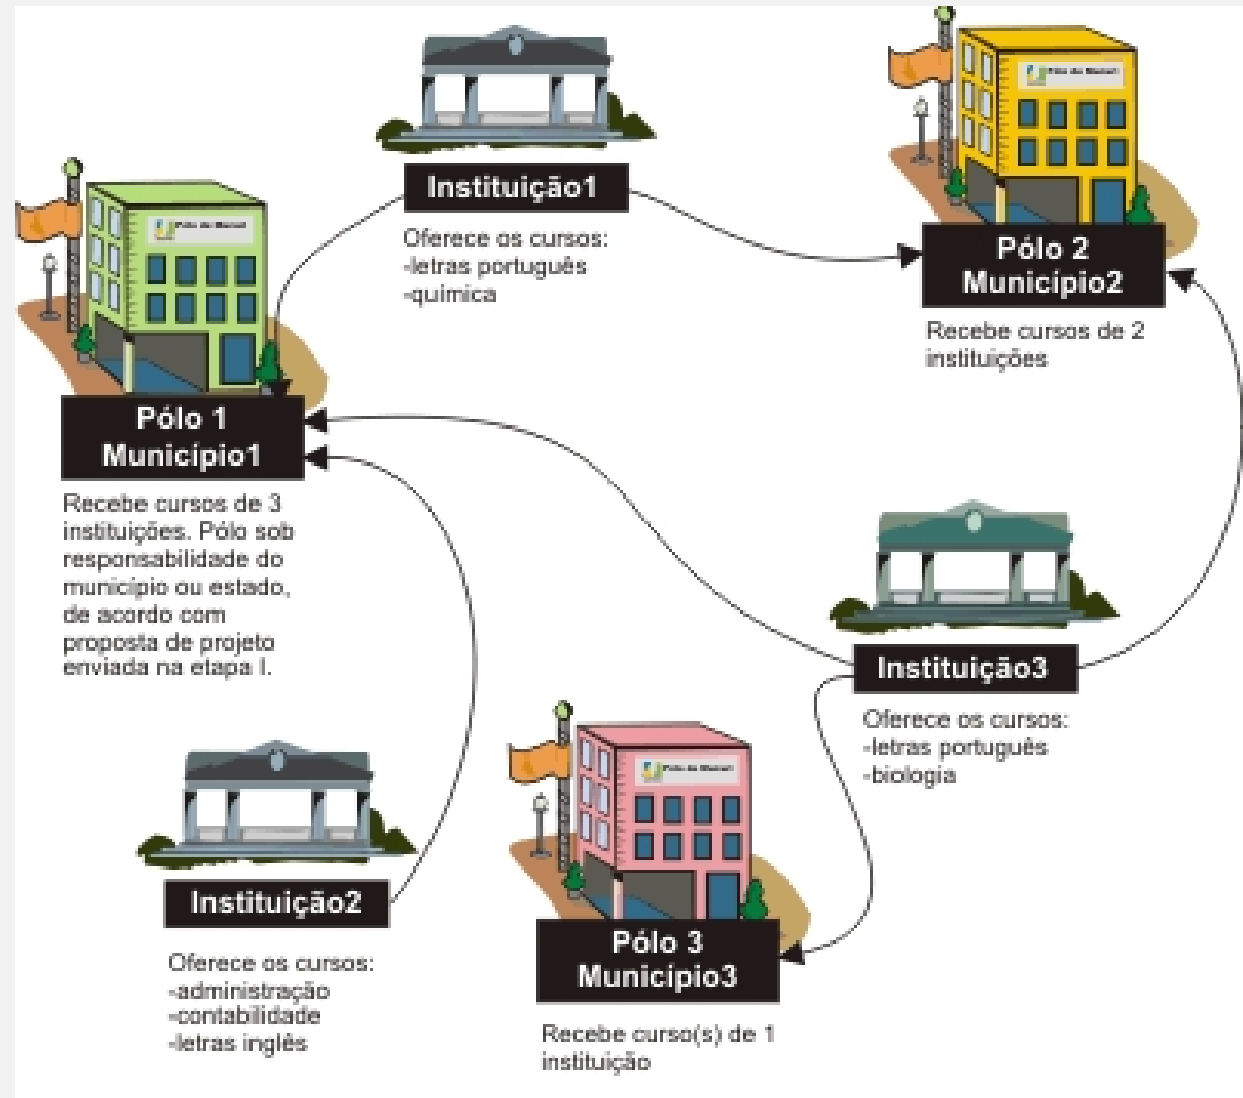 Instituição1
Oferece os cursos:
-letras português
-química
Pólo 2
Município2
Recebe cursos de 2
instituições
Pólo 1
Município1
Recebe cursos de 3
instituições. Pólo sob
responsabilidade do
município ou estado,
de acordo com
proposta de projeto
enviada na etapa I.
Instituição3
Oferece os cursos:
-letras português
-biologia
Instituição2
Oferece os cursos:
-administração
-contabilidade
-letras inglês
Pólo 3
Município3
Recebe curso(s) de 1
instituição